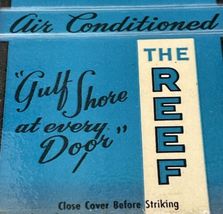 Air Conditioned
"Gulf Shore
at every
Door"
THE
REEF
Close Cover Before Striking